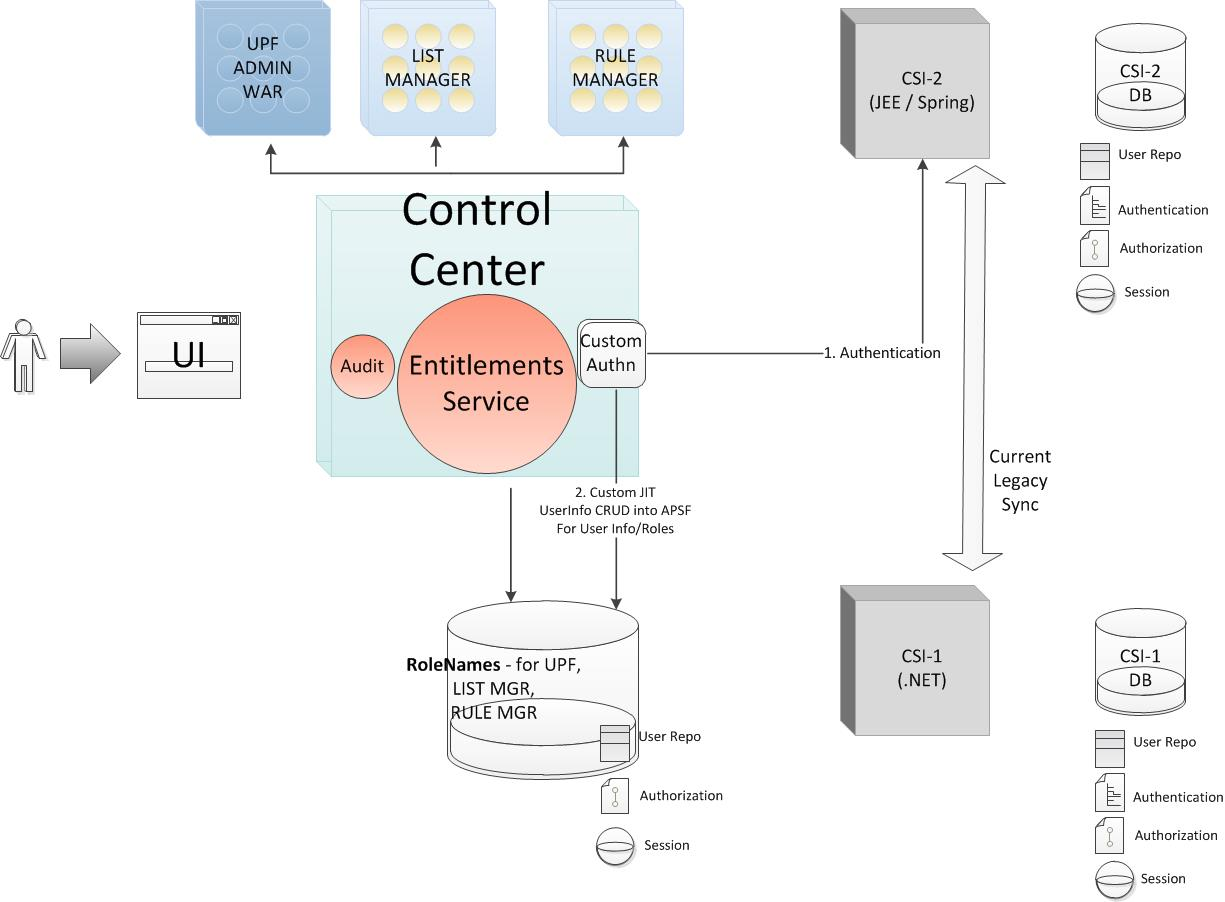 UPF
ADMIN
WAR
LIST
MANAGER
RULE
MANAGER
CSI-2
(JEE / Spring)
CSI-2
DB
User Repo
Authentication
Authorization
Session
Control
Center
UI
Audit
Entitlements
Service
Custom
Authn
1. Authentication
Current
Legacy
Sync
2. Custom JIT
UserInfo CRUD into APSF
For User Info/Roles
RoleNames - for UPF,
LIST MGR,
RULE MGR
User Repo
Authorization
Session
CSI-1
(.NET)
CSI-1
DB
User Repo
Authentication
Authorization
Session